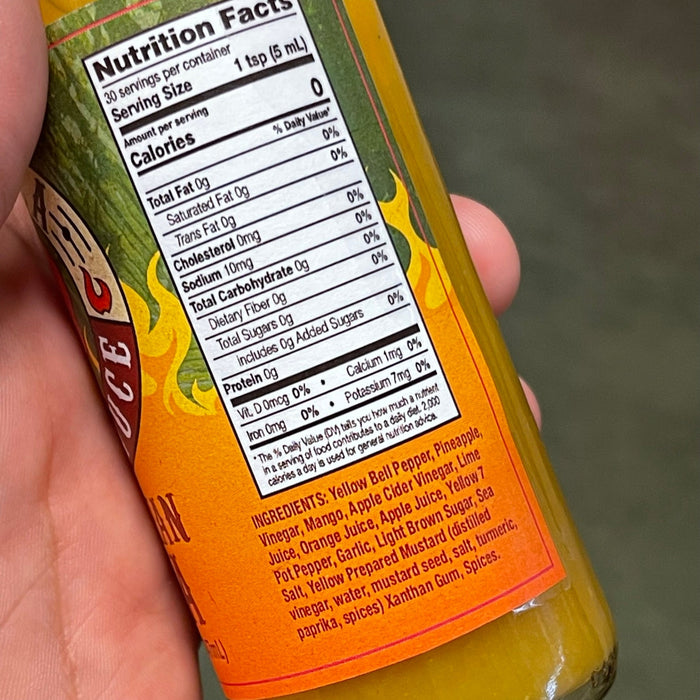 Nutrition Facts
30 servings per container
Serving Size 1 tsp (5 mL)
Amount per serving
Calories 0
% Daily Value*
Total Fat 0g 0%
Saturated Fat 0g 0%
Trans Fat 0g
Cholesterol 0mg 0%
Sodium 10mg 0%
Total Carbohydrate 0g 0%
Dietary Fiber 0g 0%
Total Sugars 0g
Includes 0g Added Sugars 0%
Protein 0g
Vit. D 0mcg 0% • Calcium 1mg 0%
Iron 0mg 0% • Potassium 7mg 0%
* The % Daily Value (DV) tells you how much a nutrient
in a serving of food contributes to a daily diet. 2,000
calories a day is used for general nutrition advice.
INGREDIENTS: Yellow Bell Pepper, Pineapple,
Vinegar, Mango, Apple Cider Vinegar, Lime
Juice, Orange Juice, Apple Juice, Yellow 7
Pot Pepper, Garlic, Light Brown Sugar, Sea
Salt, Yellow Prepared Mustard (distilled
vinegar, water, mustard seed, salt, turmeric,
paprika, spices) Xanthan Gum, Spices.
UCE